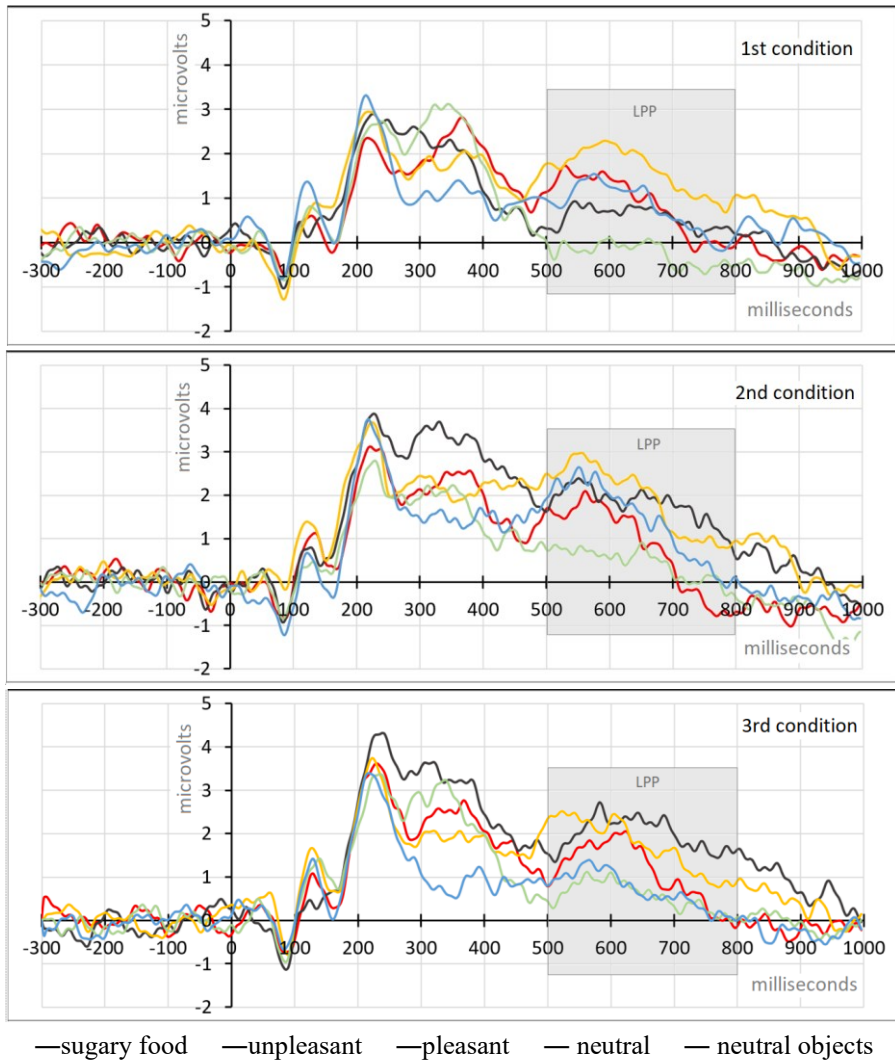 5
1st condition
4
microvolts
3
LPP
2
1
0
-300 -200 -100 0 100 200 300 400 500 600 700 800 900 1000
-1
milliseconds
-2
5
2nd condition
4
microvolts
3
LPP
2
1
0
-300 -200 -100 0 100 200 300 400 500 600 700 800 900 1000
-1
milliseconds
-2
5
3rd condition
4
microvolts
3
LPP
2
1
0
-300 -200 -100 0 100 200 300 400 500 600 700 800 900 1000
-1
milliseconds
-2
—sugary food —unpleasant —pleasant — neutral — neutral objects